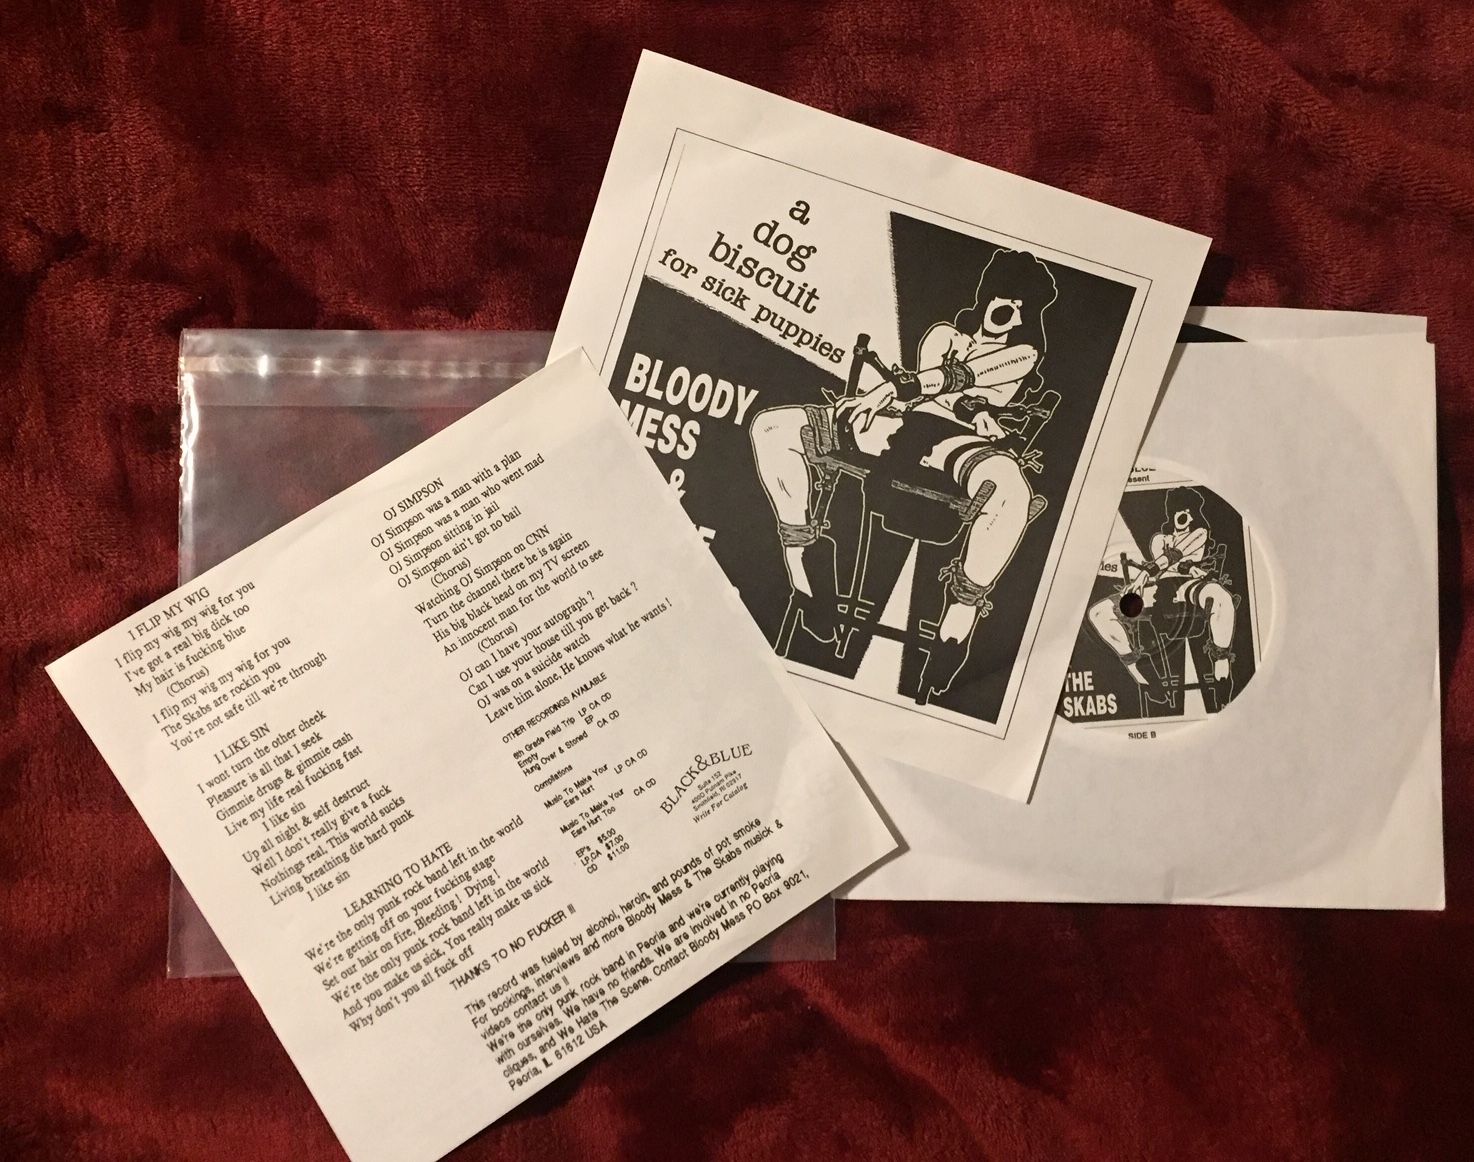 a
dog
biscuit
for sick puppies
BLOODY
MESS
&
I FLIP MY WIG
I flip my wig my wig for you
I've got a real big dick too
My hair is fucking blue
(Chorus)
I flip my wig my wig for you
The Skabs are rockin you
You're not safe till we're through
I LIKE SIN
I wont turn the other cheek
Pleasure is all that I seek
Gimmie drugs & gimmie cash
Live my life real fucking fast
I like sin
Up all night & self destruct
Well I don't really give a fuck
Nothings real, This world sucks
Living breathing die hard punk
I like sin
LEARNING TO HATE
We're the only punk rock band left in the world
We're getting off on your fucking stage
Set our hair on fire, Bleeding ! Dying !
We're the only punk rock band left in the world
And you make us sick, You really make us sick
Why don't you all fuck off
OJ SIMPSON
OJ Simpson was a man with a plan
OJ Simpson was a man who went mad
OJ Simpson sitting in jail
OJ Simpson ain't got no bail
(Chorus)
Watching OJ Simpson on CNN
Turn the channel there he is again
His big black head on my TV screen
An innocent man for the world to see
(Chorus)
OJ can I have your autograph ?
Can I use your house till you get back ?
OJ was on a suicide watch
Leave him alone, He knows what he wants !
OTHER RECORDINGS AVAILABLE
6th Grade Field Trip LP CA CD
Empty EP
Hung Over & Stoned CA CD
Compilations
Music To Make Your LP CA CD
Ears Hurt
Music To Make Your CA CD
Ears Hurt Too
EP's $5.00
LP,CA $7.00
CD $11.00
BLACK&BLUE
Suite 152
400D Putnam Pike
Smithfield, RI 02917
Write For Catalog
THANKS TO NO FUCKER !!!
This record was fueled by alcohol, heroin, and pounds of pot smoke
For bookings, interviews and more Bloody Mess & The Skabs musick &
videos contact us !!
We're the only punk rock band in Peoria and we're currently playing
with ourselves. We have no friends. We are involved in no Peoria
cliques, and We Hate The Scene. Contact Bloody Mess PO Box 9021,
Peoria, IL 61612 USA
THE
SKABS
SIDE B